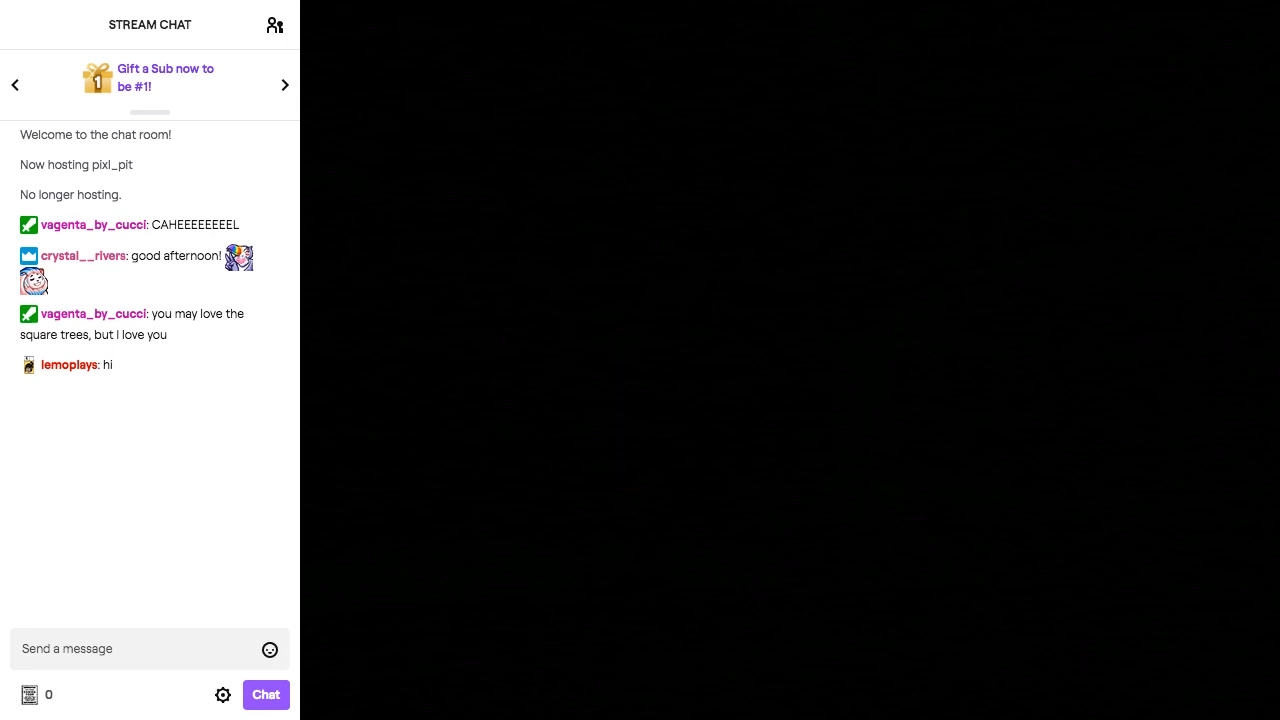 STREAM CHAT
Gift a Sub now to
be #1!
1
Welcome to the chat room!
Now hosting pixl_pit
No longer hosting.
vagenta_by_cucci: CAHEEEEEEEEL
crystal__rivers: good afternoon!
vagenta_by_cucci: you may love the
square trees, but I love you
lemoplays: hi
Send a message
0
Chat